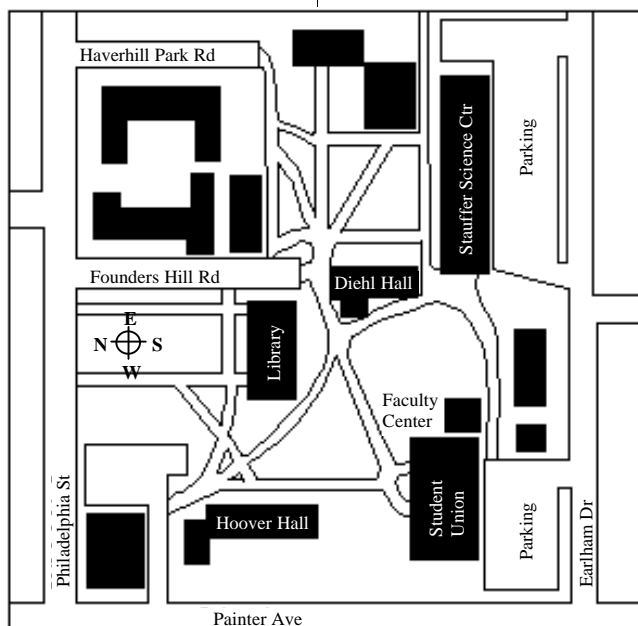 Haverhill Park Rd
Stauffer Science Ctr
Parking
Founders Hill Rd
Diehl Hall
E
N S
W
Library
Faculty
Center
Philadelphia St
Hoover Hall
Student
Union
Parking
Earlham Dr
Painter Ave